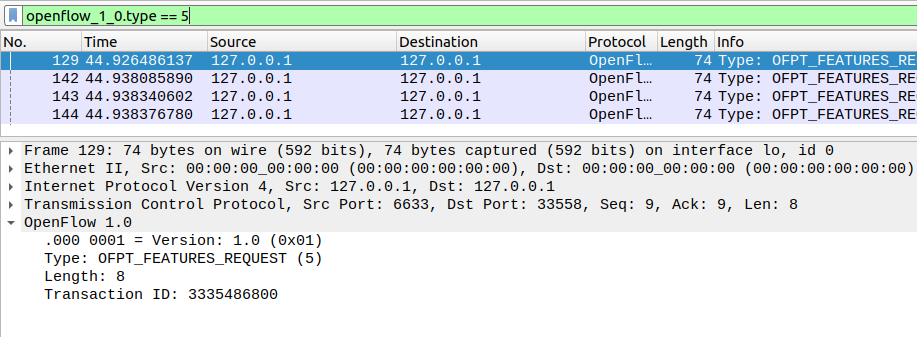 openflow_1_0.type == 5
No. Time Source Destination Protocol Length Info
129 44.926486137 127.0.0.1 127.0.0.1 OpenFl… 74 Type: OFPT_FEATURES_RE
142 44.938085890 127.0.0.1 127.0.0.1 OpenFl… 74 Type: OFPT_FEATURES_REQ
143 44.938340602 127.0.0.1 127.0.0.1 OpenFl… 74 Type: OFPT_FEATURES_REQ
144 44.938376780 127.0.0.1 127.0.0.1 OpenFl… 74 Type: OFPT_FEATURES_REQ
Frame 129: 74 bytes on wire (592 bits), 74 bytes captured (592 bits) on interface lo, id 0
Ethernet II, Src: 00:00:00_00:00:00 (00:00:00:00:00:00), Dst: 00:00:00_00:00:00 (00:00:00:00:00:00)
Internet Protocol Version 4, Src: 127.0.0.1, Dst: 127.0.0.1
Transmission Control Protocol, Src Port: 6633, Dst Port: 33558, Seq: 9, Ack: 9, Len: 8
OpenFlow 1.0
.000 0001 = Version: 1.0 (0x01)
Type: OFPT_FEATURES_REQUEST (5)
Length: 8
Transaction ID: 3335486800